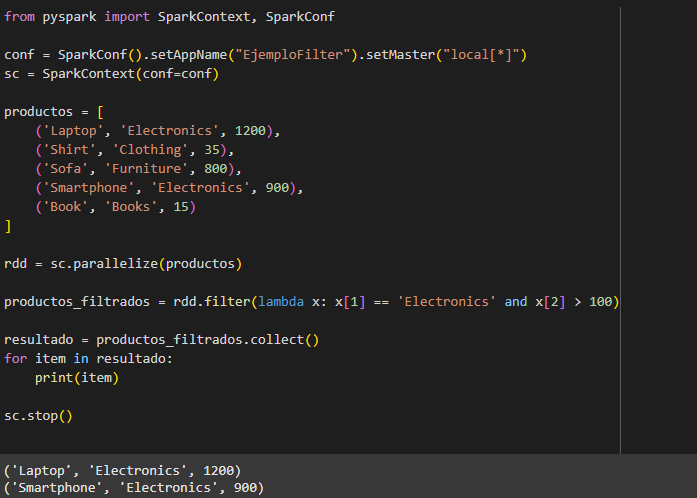 from pyspark import SparkContext, SparkConf
conf = SparkConf().setAppName("EjemploFilter").setMaster("local[*]")
sc = SparkContext(conf=conf)
productos = [
    ('Laptop', 'Electronics', 1200),
    ('Shirt', 'Clothing', 35),
    ('Sofa', 'Furniture', 800),
    ('Smartphone', 'Electronics', 900),
    ('Book', 'Books', 15)
]
rdd = sc.parallelize(productos)
productos_filtrados = rdd.filter(lambda x: x[1] == 'Electronics' and x[2] > 100)
resultado = productos_filtrados.collect()
for item in resultado:
    print(item)
sc.stop()
('Laptop', 'Electronics', 1200)
('Smartphone', 'Electronics', 900)